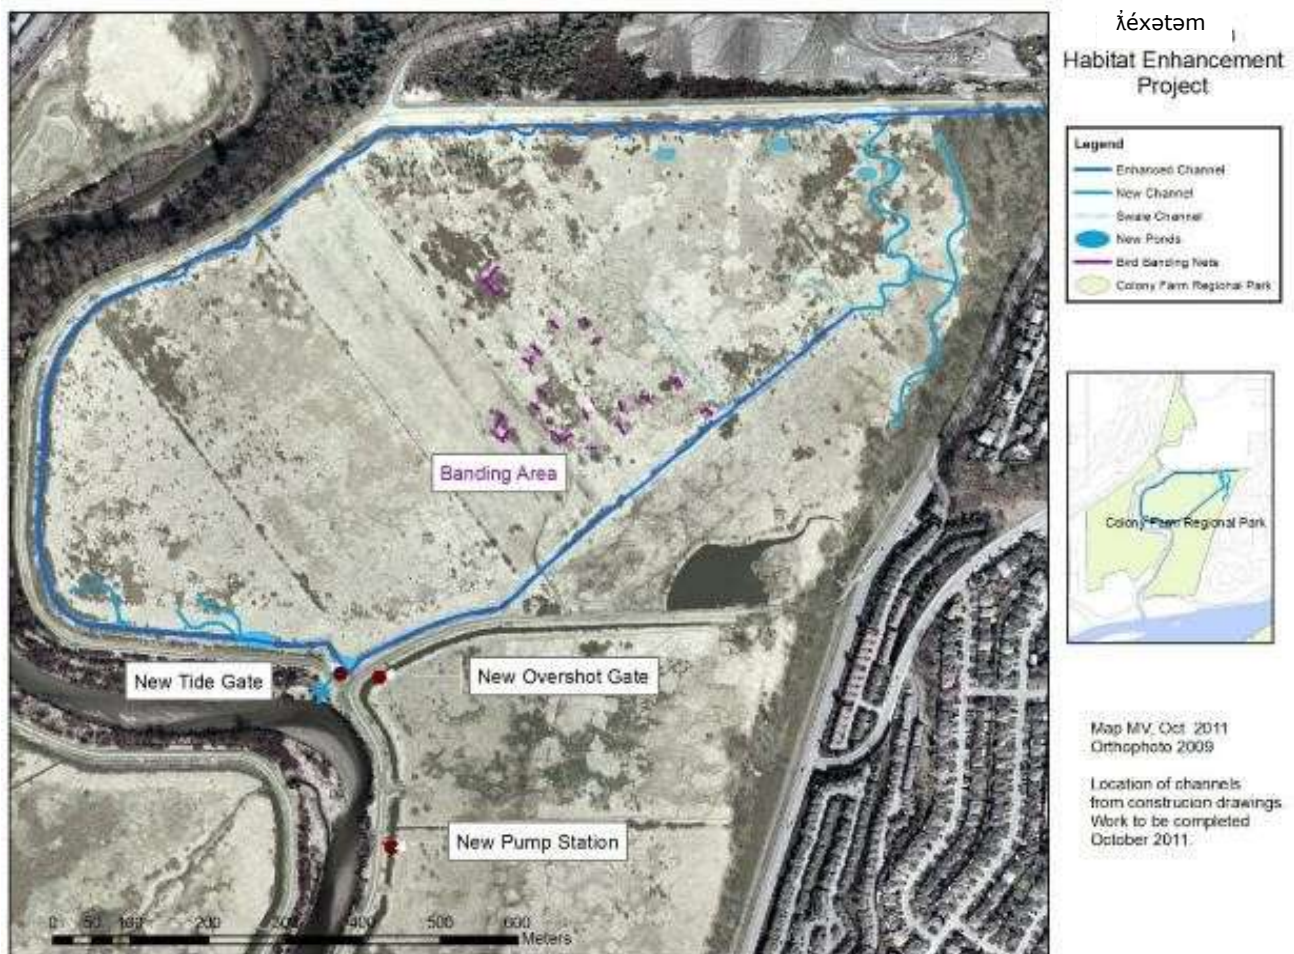 ƛ̓éxətəm
Habitat Enhancement
Project
Legend
Enhanced Channel
New Channel
Swale Channel
New Ponds
Bird Banding Nets
Colony Farm Regional Park
Colony Farm Regional Park
Banding Area
New Tide Gate
New Overshot Gate
New Pump Station
Map MV, Oct 2011
Orthophoto 2009
Location of channels
from construcion drawings.
Work to be completed
October 2011.
0 50 100 200 300 400 500 600
Meters